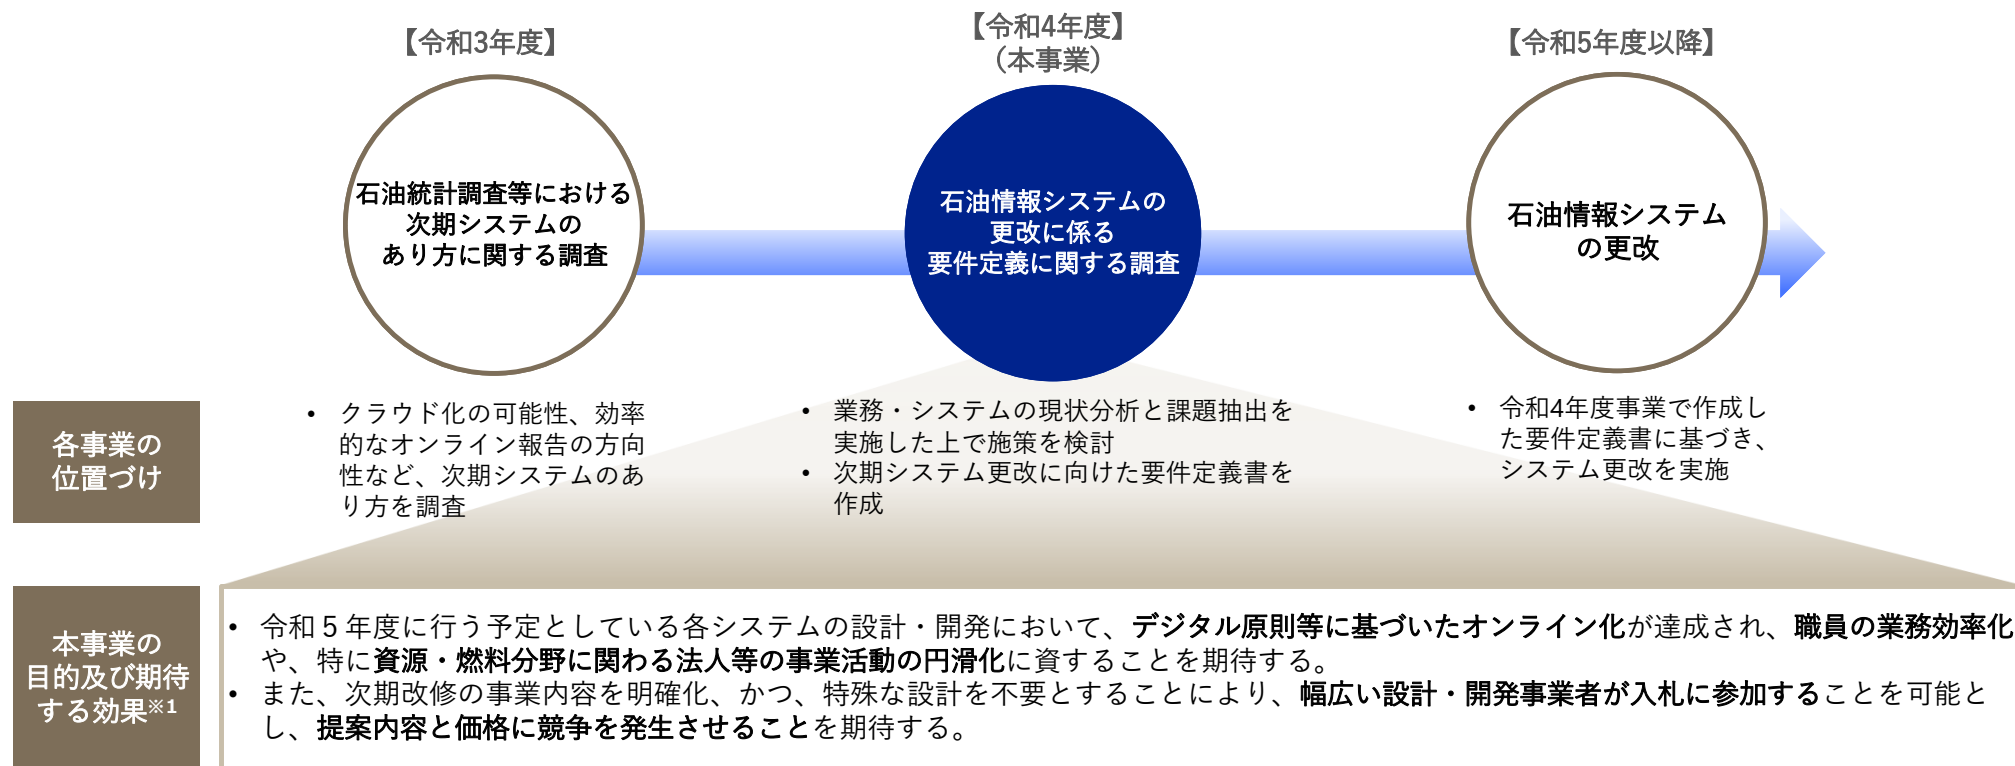 【令和3年度】
【令和4年度】
（本事業）
【令和5年度以降】
石油統計調査等における
次期システムの
あり方に関する調査
石油情報システムの
更改に係る
要件定義に関する調査
石油情報システム
の更改
各事業の
位置づけ
• クラウド化の可能性、効率
的なオンライン報告の方向
性など、次期システムのあ
り方を調査
• 業務・システムの現状分析と課題抽出を
実施した上で施策を検討
• 次期システム更改に向けた要件定義書を
作成
• 令和4年度事業で作成し
た要件定義書に基づき、
システム更改を実施
本事業の
目的及び期待
する効果※1
• 令和５年度に行う予定としている各システムの設計・開発において、デジタル原則等に基づいたオンライン化が達成され、職員の業務効率化
や、特に資源・燃料分野に関わる法人等の事業活動の円滑化に資することを期待する。
• また、次期改修の事業内容を明確化、かつ、特殊な設計を不要とすることにより、幅広い設計・開発事業者が入札に参加することを可能と
し、提案内容と価格に競争を発生させることを期待する。